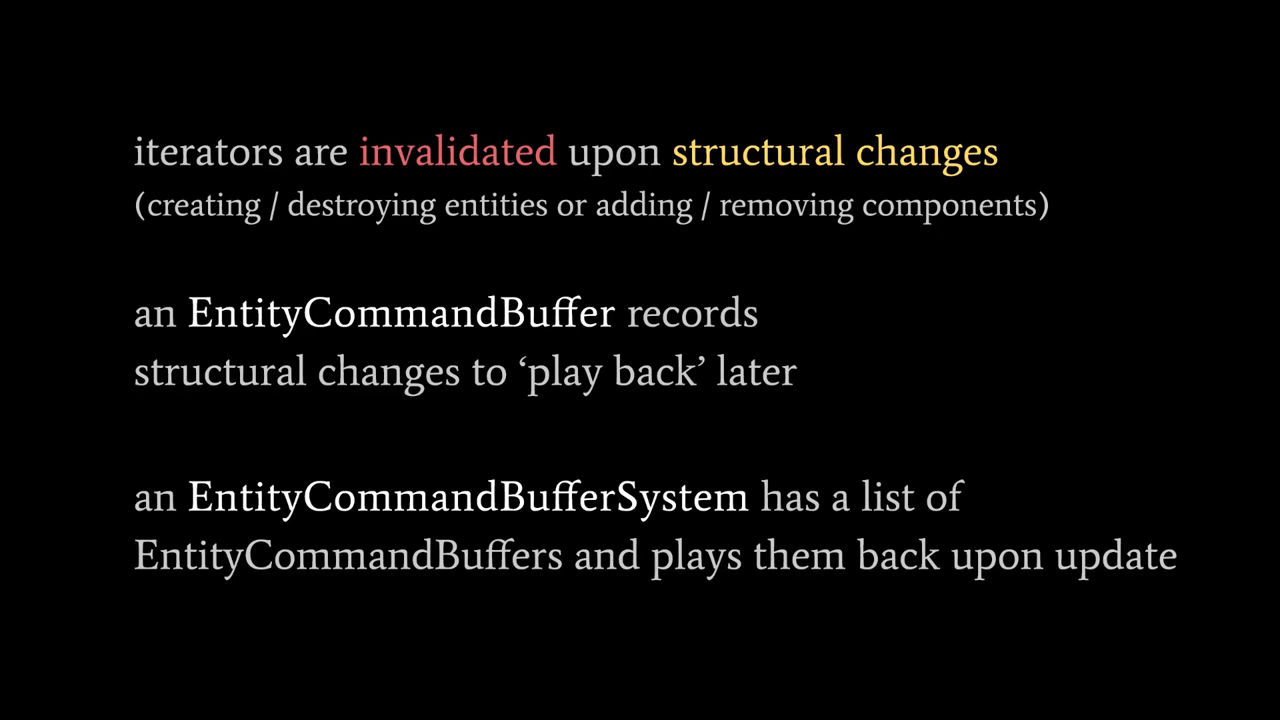 iterators are invalidated upon structural changes
(creating / destroying entities or adding / removing components)
an EntityCommandBuffer records
structural changes to ‘play back’ later
an EntityCommandBufferSystem has a list of
EntityCommandBuffers and plays them back upon update